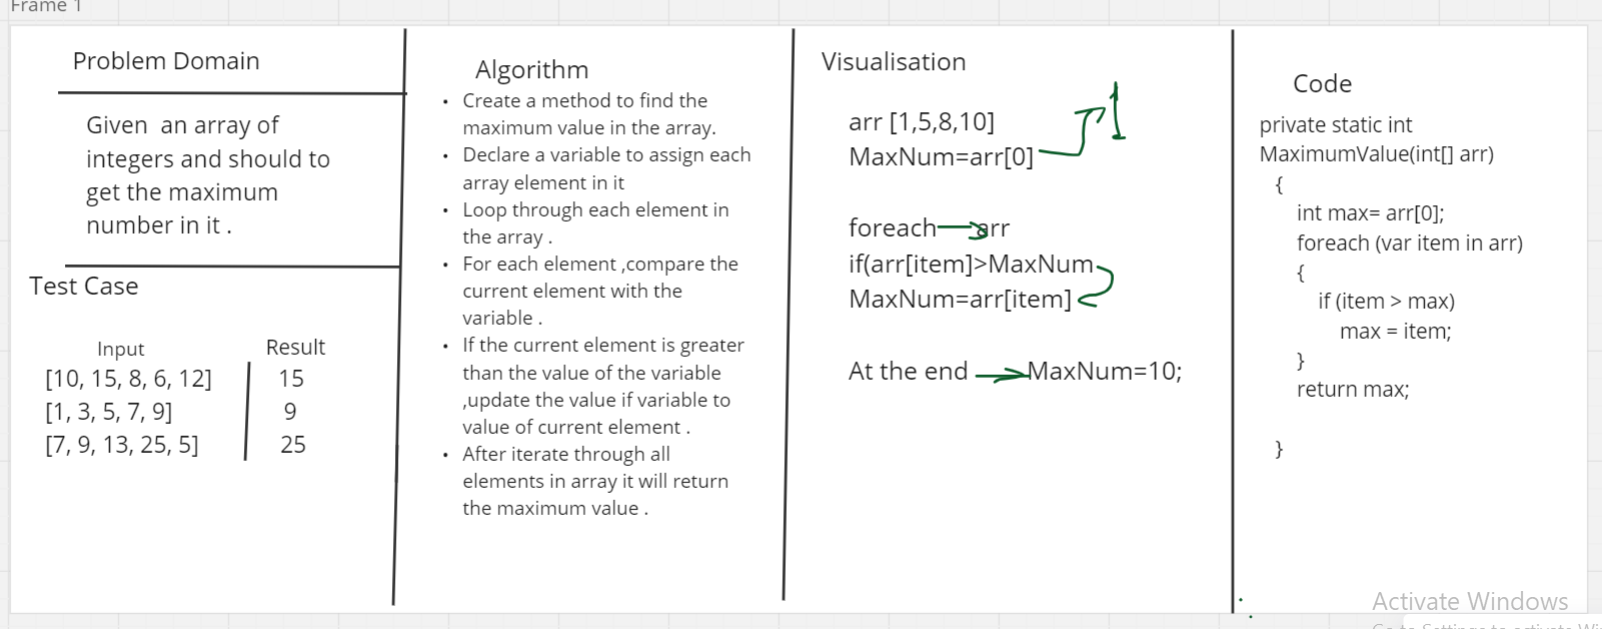 Frame 1
Problem Domain
Given an array of
integers and should to
get the maximum
number in it .
Test Case
Input Result
[10, 15, 8, 6, 12] 15
[1, 3, 5, 7, 9] 9
[7, 9, 13, 25, 5] 25
Algorithm
• Create a method to find the
maximum value in the array.
• Declare a variable to assign each
array element in it
• Loop through each element in
the array .
• For each element ,compare the
current element with the
variable .
• If the current element is greater
than the value of the variable
,update the value if variable to
value of current element .
• After iterate through all
elements in array it will return
the maximum value .
Visualisation
arr [1,5,8,10]
MaxNum=arr[0] 1
foreach arr
if(arr[item]>MaxNum
MaxNum=arr[item]
At the end MaxNum=10;
Code
private static int
MaximumValue(int[] arr)
{
int max= arr[0];
foreach (var item in arr)
{
if (item > max)
max = item;
}
return max;
}
Activate Windows